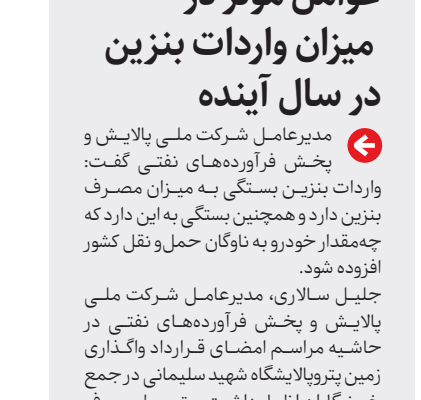 عوامل موثر در
میزان واردات بنزین
در سال آینده
مدیرعامل شرکت ملی پالایش و
پخش فرآورده‌های نفتی گفت:
واردات بنزین بستگی به میزان مصرف
بنزین دارد و همچنین بستگی به این دارد که
چه‌مقدار خودرو به ناوگان حمل‌و نقل کشور
افزوده شود.
جلیل سالاری، مدیرعامل شرکت ملی
پالایش و پخش فرآورده‌های نفتی در
حاشیه مراسم امضای قرارداد واگذاری
زمین پتروپالایشگاه شهید سلیمانی در جمع